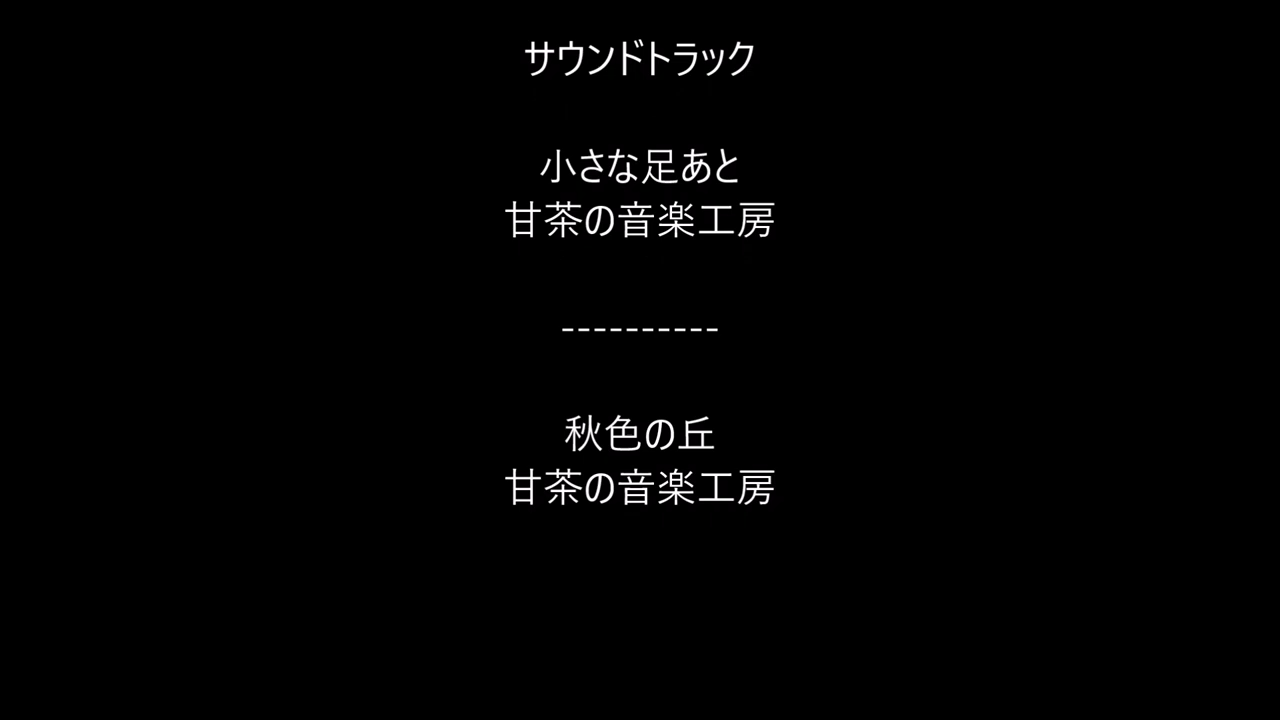 サウンドトラック
小さな足あと
甘茶の音楽工房
----------
秋色の丘
甘茶の音楽工房